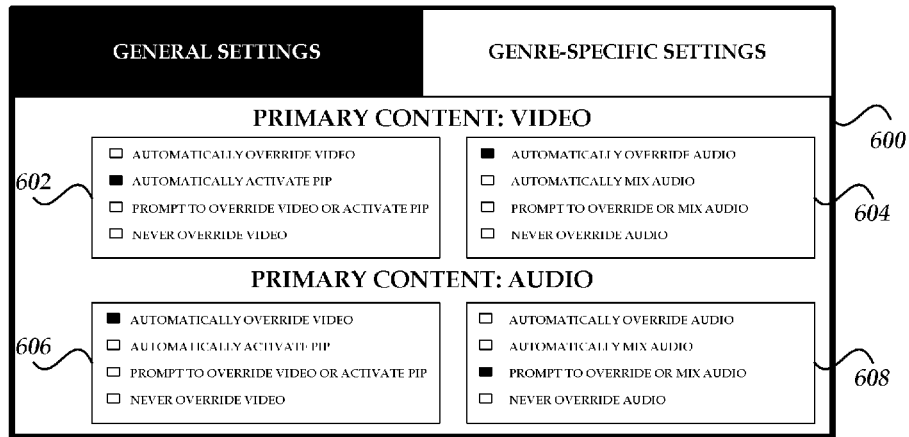 GENERAL SETTINGS
GENRE-SPECIFIC SETTINGS
PRIMARY CONTENT: VIDEO
600
602
AUTOMATICALLY OVERRIDE VIDEO
AUTOMATICALLY ACTIVATE PIP
PROMPT TO OVERRIDE VIDEO OR ACTIVATE PIP
NEVER OVERRIDE VIDEO
AUTOMATICALLY OVERRIDE AUDIO
AUTOMATICALLY MIX AUDIO
PROMPT TO OVERRIDE OR MIX AUDIO
NEVER OVERRIDE AUDIO
604
PRIMARY CONTENT: AUDIO
606
AUTOMATICALLY OVERRIDE VIDEO
AUTOMATICALLY ACTIVATE PIP
PROMPT TO OVERRIDE VIDEO OR ACTIVATE PIP
NEVER OVERRIDE VIDEO
AUTOMATICALLY OVERRIDE AUDIO
AUTOMATICALLY MIX AUDIO
PROMPT TO OVERRIDE OR MIX AUDIO
NEVER OVERRIDE AUDIO
608